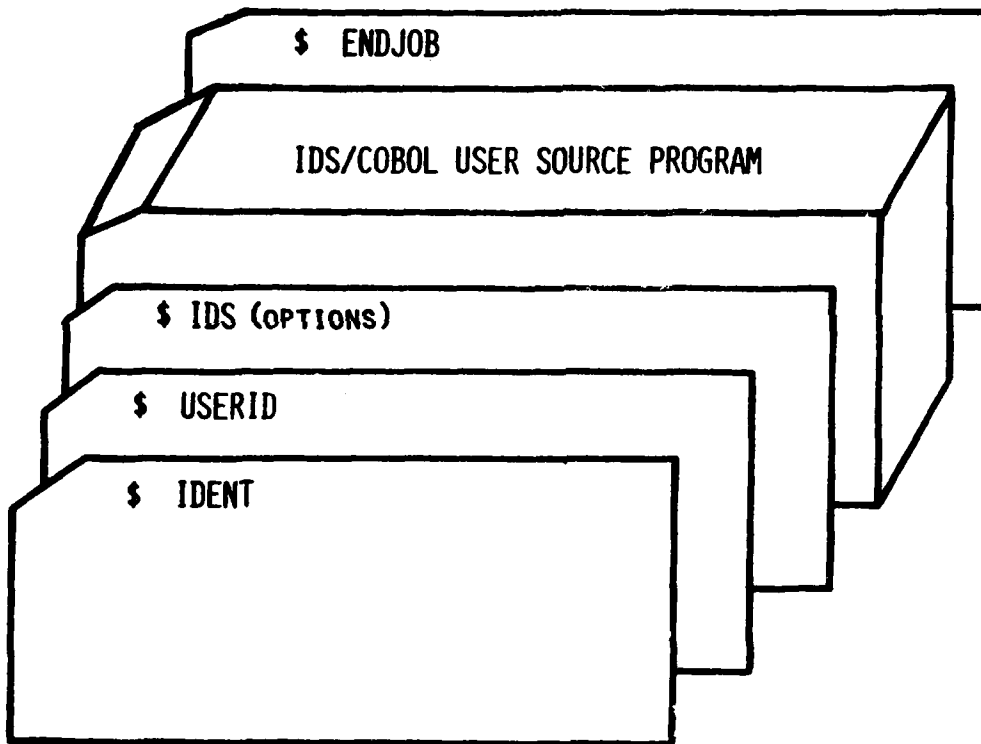 $ ENDJOB
IDS/COBOL USER SOURCE PROGRAM
$ IDS (OPTIONS)
$ USERID
$ IDENT